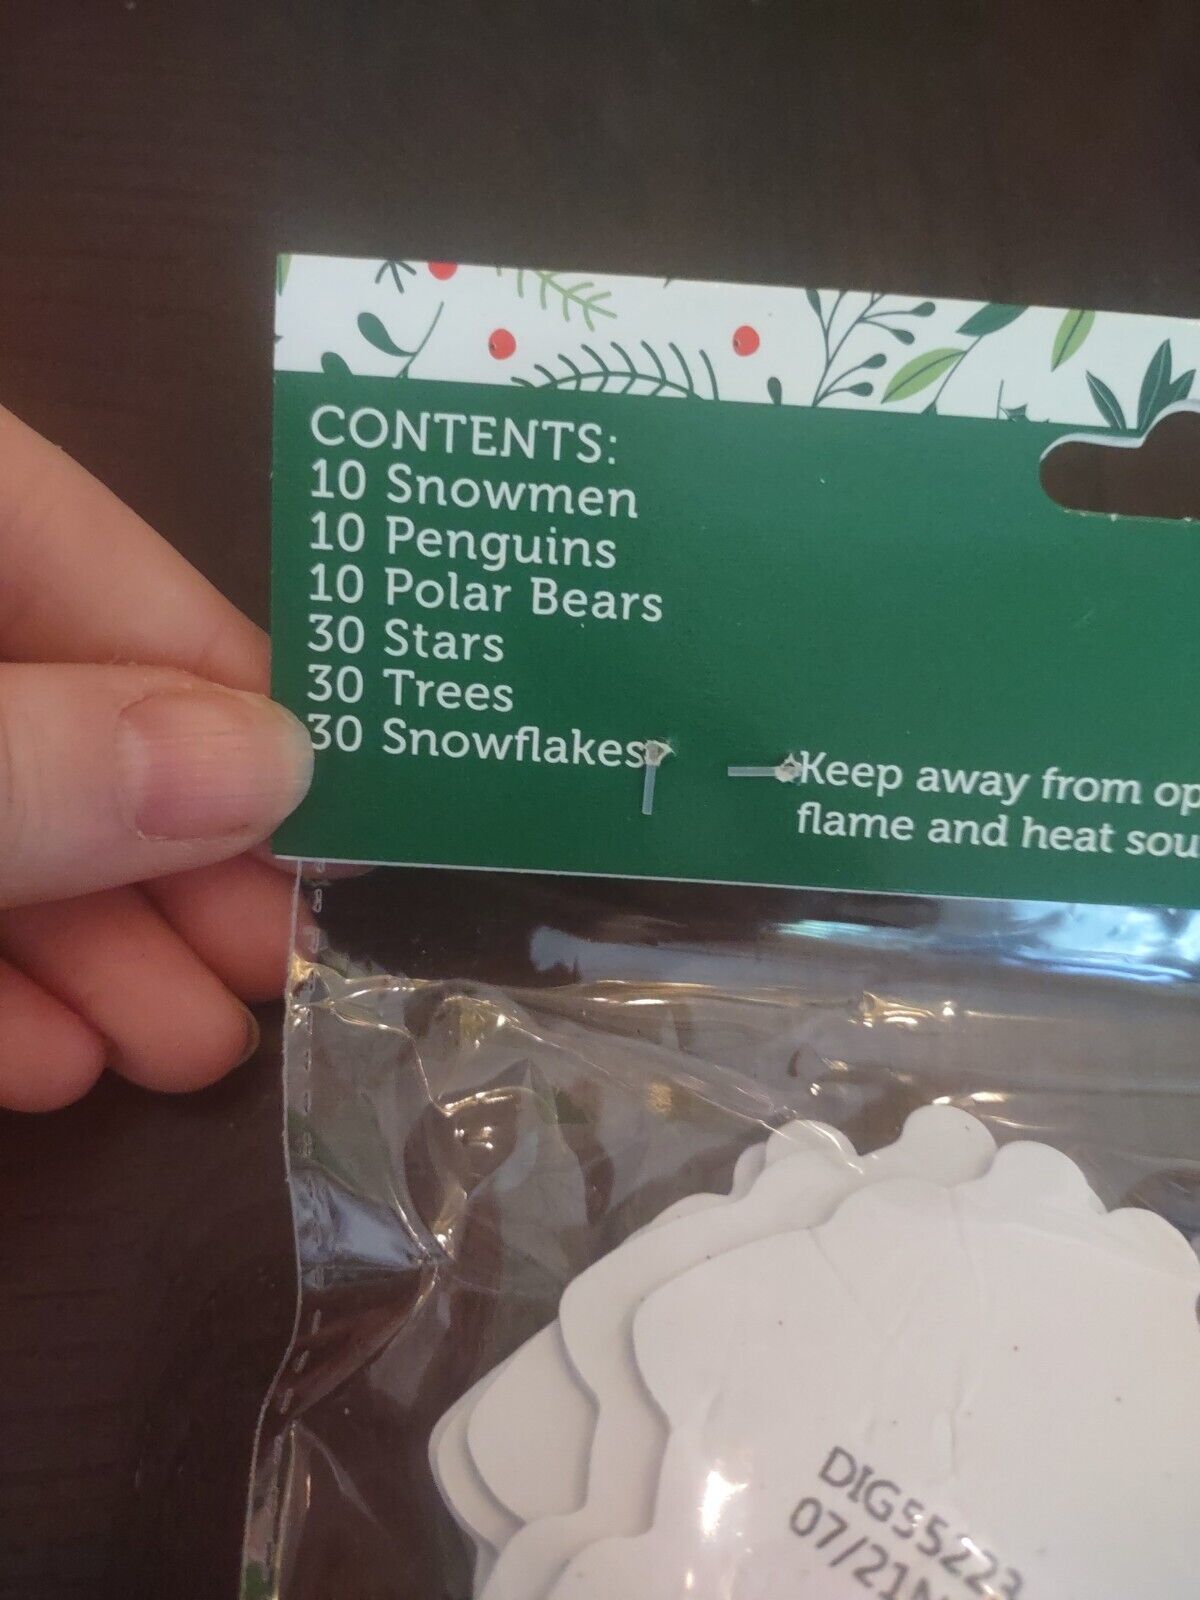 CONTENTS:
10 Snowmen
10 Penguins
10 Polar Bears
30 Stars
30 Trees
30 Snowflakes
Keep away from op
flame and heat sou
DIG55223
07/21N